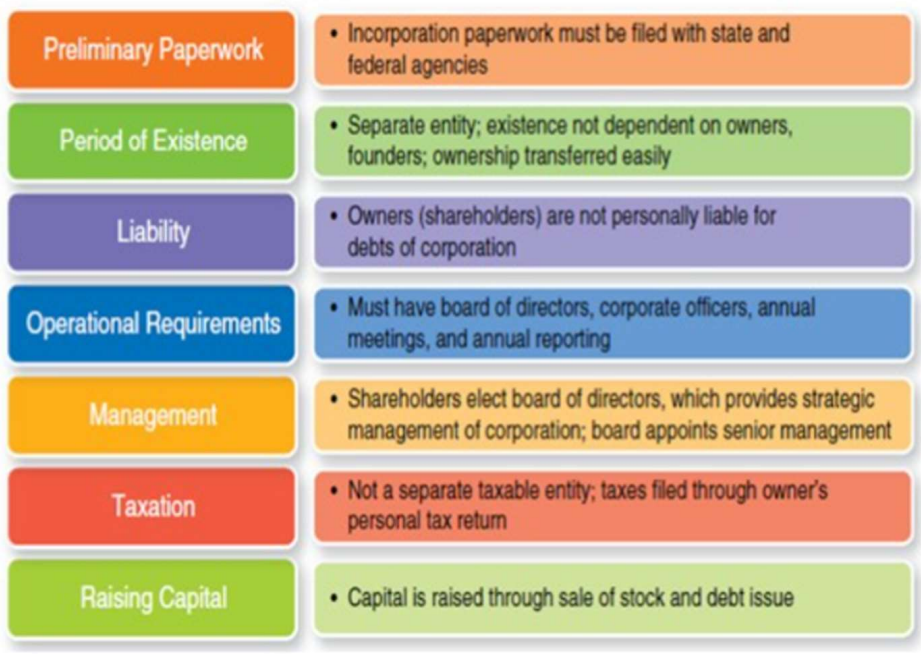 Preliminary Paperwork
• Incorporation paperwork must be filed with state and
federal agencies
Period of Existence
• Separate entity; existence not dependent on owners,
founders; ownership transferred easily
Liability
• Owners (shareholders) are not personally liable for
debts of corporation
Operational Requirements
• Must have board of directors, corporate officers, annual
meetings, and annual reporting
Management
• Shareholders elect board of directors, which provides strategic
management of corporation; board appoints senior management
Taxation
• Not a separate taxable entity; taxes filed through owner's
personal tax return
Raising Capital
• Capital is raised through sale of stock and debt issue